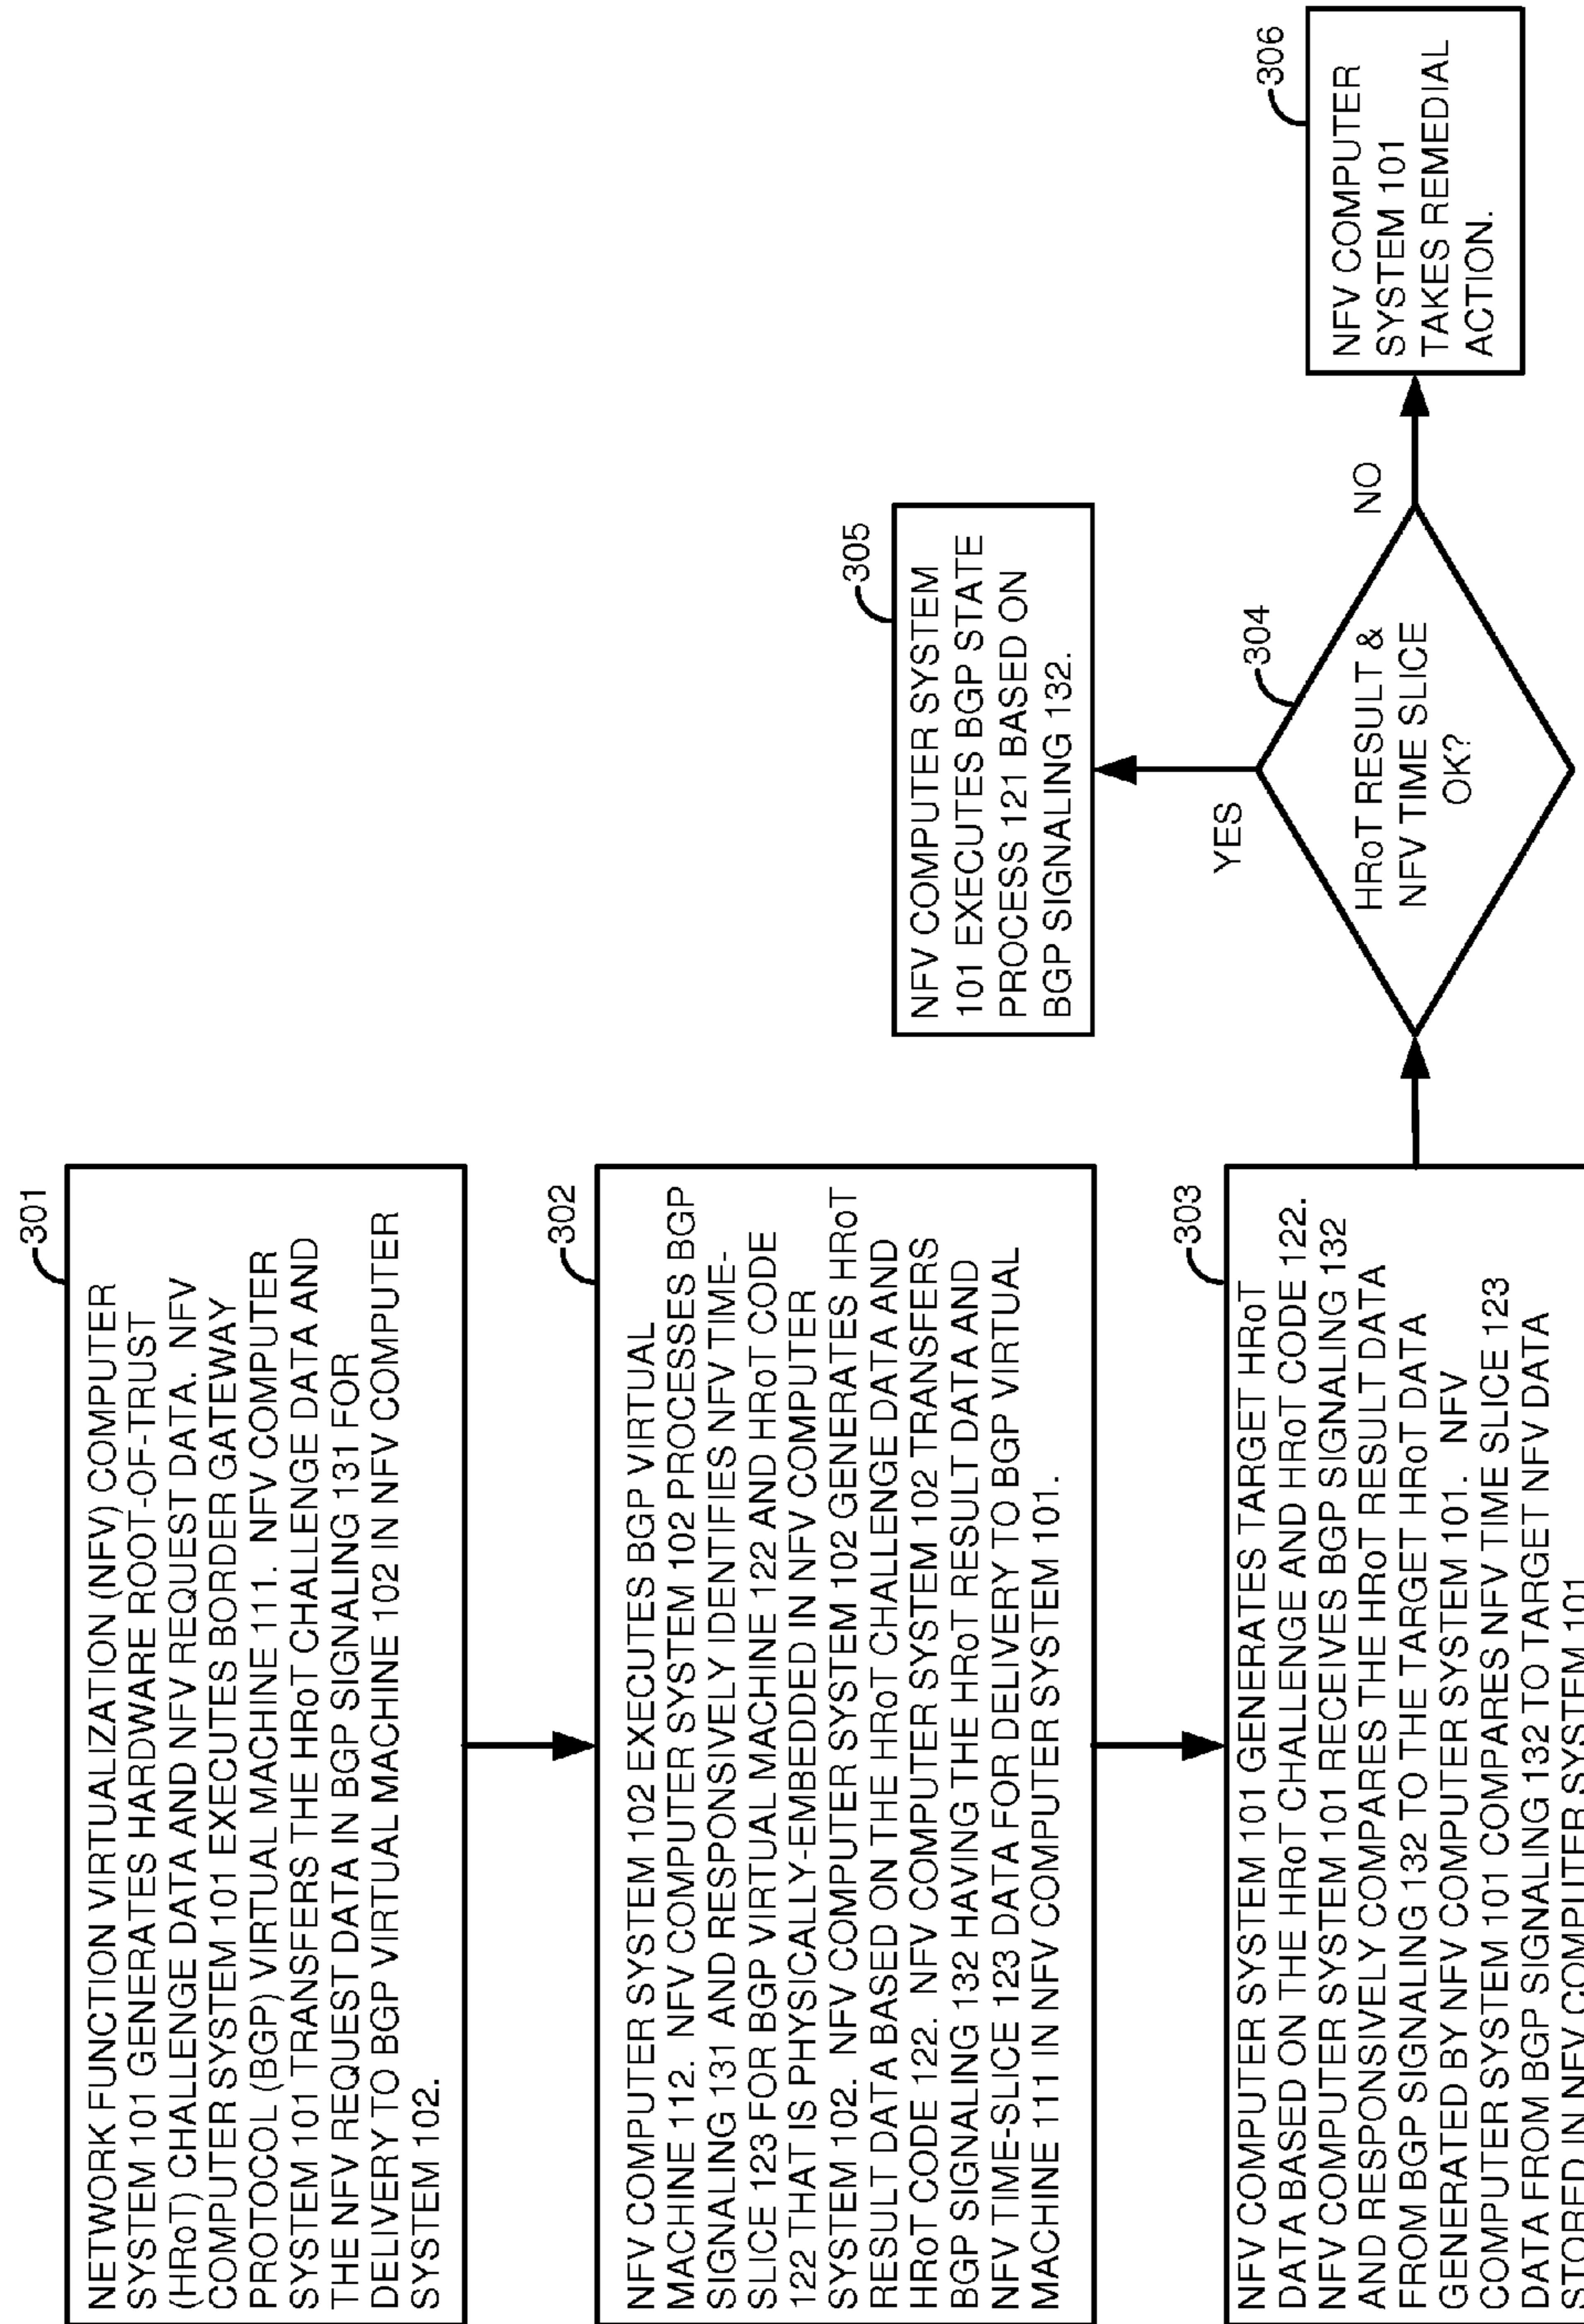 301
NETWORK FUNCTION VIRTUALIZATION (NFV) COMPUTER
SYSTEM 101 GENERATES HARDWARE ROOT-OF-TRUST
(HRoT) CHALLENGE DATA AND NFV REQUEST DATA. NFV
COMPUTER SYSTEM 101 EXECUTES BORDER GATEWAY
PROTOCOL (BGP) VIRTUAL MACHINE 111. NFV COMPUTER
SYSTEM 101 TRANSFERS THE HRoT CHALLENGE DATA AND
THE NFV REQUEST DATA IN BGP SIGNALING 131 FOR
DELIVERY TO BGP VIRTUAL MACHINE 102 IN NFV COMPUTER
SYSTEM 102.
302
NFV COMPUTER SYSTEM 102 EXECUTES BGP VIRTUAL
MACHINE 112. NFV COMPUTER SYSTEM 102 PROCESSES BGP
SIGNALING 131 AND RESPONSIVELY IDENTIFIES NFV TIME-
SLICE 123 FOR BGP VIRTUAL MACHINE 122 AND HRoT CODE
122 THAT IS PHYSICALLY-EMBEDDED IN NFV COMPUTER
SYSTEM 102. NFV COMPUTER SYSTEM 102 GENERATES HRoT
RESULT DATA BASED ON THE HRoT CHALLENGE DATA AND
HRoT CODE 122. NFV COMPUTER SYSTEM 102 TRANSFERS
BGP SIGNALING 132 HAVING THE HRoT RESULT DATA AND
NFV TIME-SLICE 123 DATA FOR DELIVERY TO BGP VIRTUAL
MACHINE 111 IN NFV COMPUTER SYSTEM 101.
303
NFV COMPUTER SYSTEM 101 GENERATES TARGET HRoT
DATA BASED ON THE HRoT CHALLENGE AND HRoT CODE 122.
NFV COMPUTER SYSTEM 101 RECEIVES BGP SIGNALING 132
AND RESPONSIVELY COMPARES THE HRoT RESULT DATA
FROM BGP SIGNALING 132 TO THE TARGET HRoT DATA
GENERATED BY NFV COMPUTER SYSTEM 101. NFV
COMPUTER SYSTEM 101 COMPARES NFV TIME SLICE 123
DATA FROM BGP SIGNALING 132 TO TARGET NFV DATA
STORED IN NFV COMPUTER SYSTEM 101
304
HRoT RESULT &
NFV TIME SLICE
OK?
YES
NO
305
NFV COMPUTER SYSTEM
101 EXECUTES BGP STATE
PROCESS 121 BASED ON
BGP SIGNALING 132.
306
NFV COMPUTER
SYSTEM 101
TAKES REMEDIAL
ACTION.